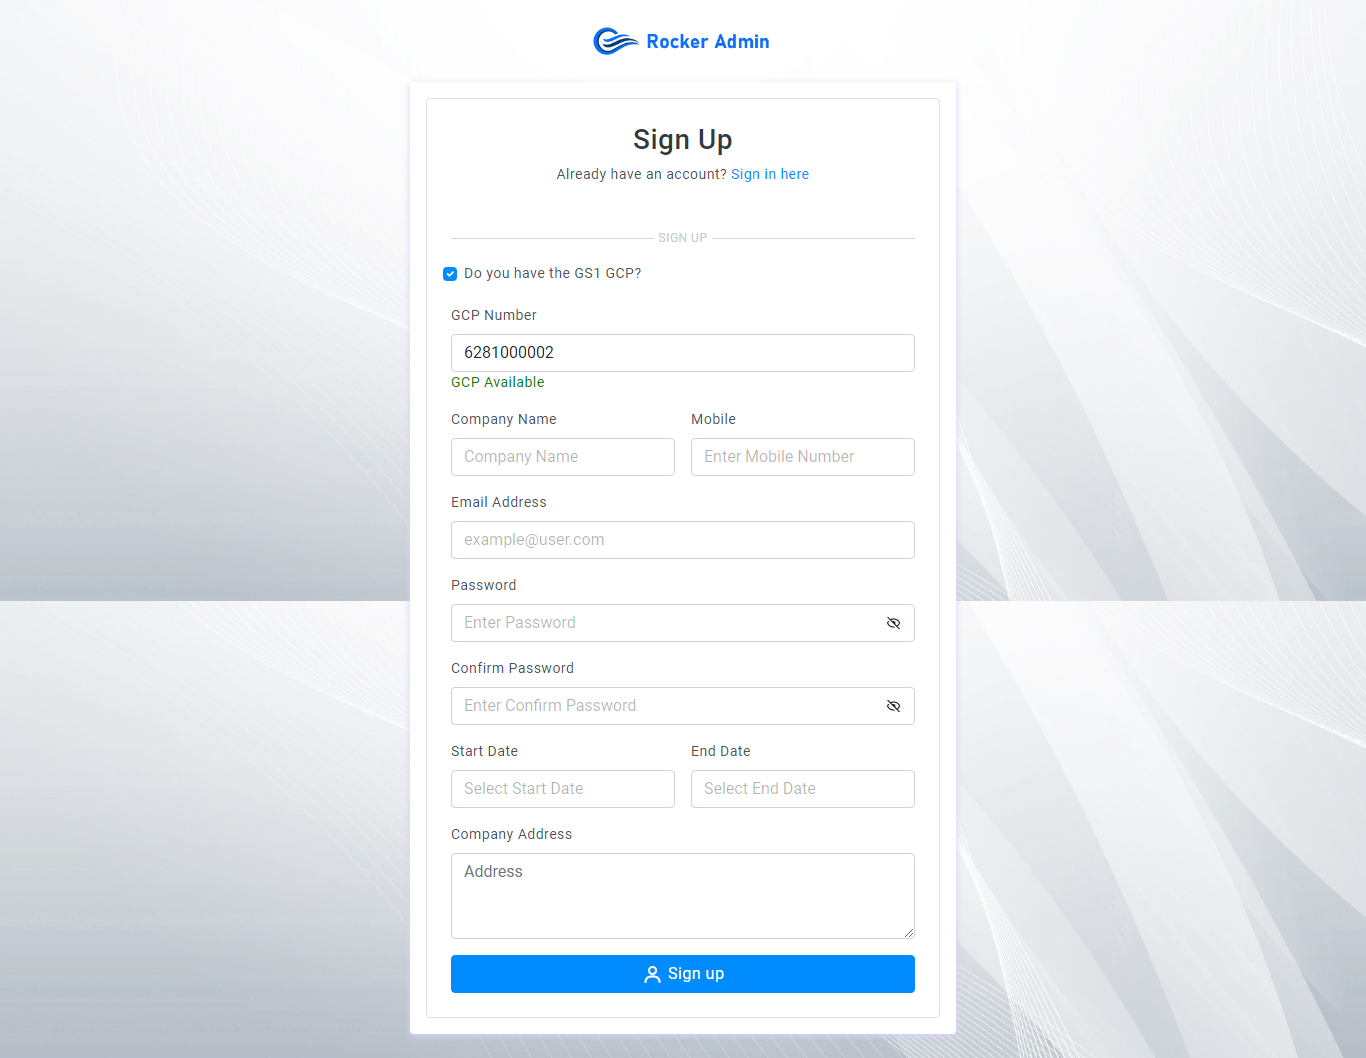 Rocker Admin
Sign Up
Already have an account? Sign in here
SIGN UP
Do you have the GS1 GCP?
GCP Number
6281000002
GCP Available
Company Name Mobile
Company Name Enter Mobile Number
Email Address
example@user.com
Password
Enter Password
Confirm Password
Enter Confirm Password
Start Date End Date
Select Start Date Select End Date
Company Address
Address
Sign up